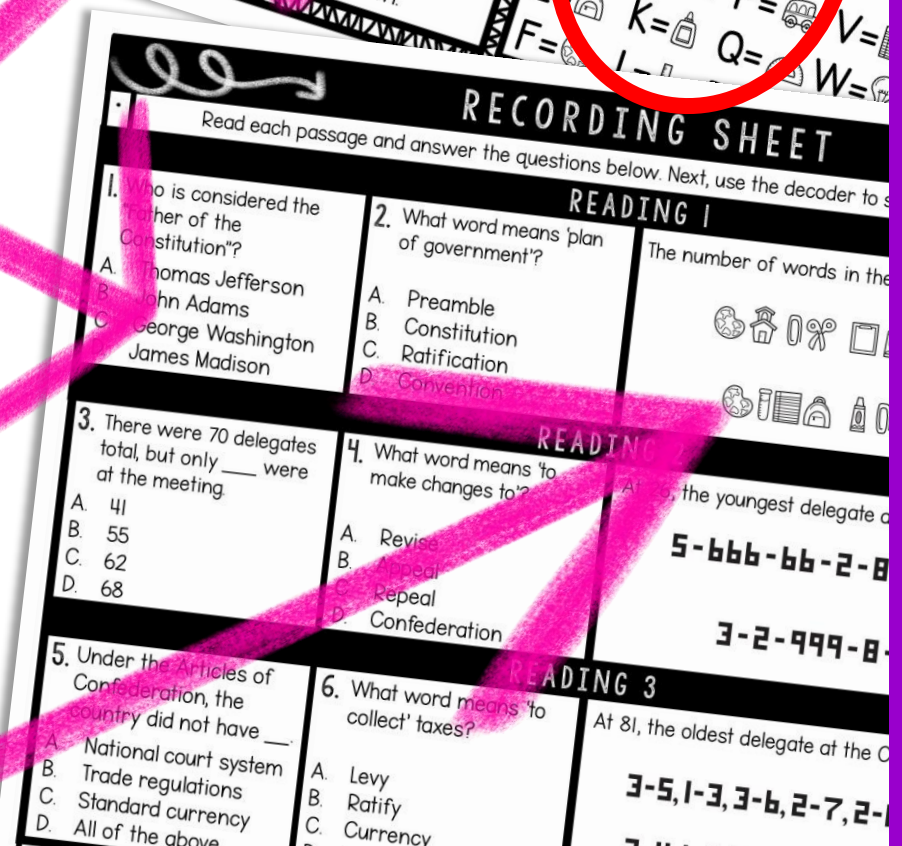 F=
K=
L=
Q=
V=
W=
RECORDING SHEET
Read each passage and answer the questions below. Next, use the decoder to
READING 1
1. Who is considered the
"Father of the
Constitution"?
A. Thomas Jefferson
B. John Adams
C. George Washington
James Madison
2. What word means 'plan
of government'?
A. Preamble
B. Constitution
C. Ratification
D. Convention
The number of words in the
READING 2
3. There were 70 delegates
total, but only ___ were
at the meeting.
A. 41
B. 55
C. 62
D. 68
4. What word means 'to
make changes to'?
A. Revise
B. Appeal
C. Repeal
D. Confederation
At 26, the youngest delegate
5-666-66-2-8
3-2-999-8-
READING 3
5. Under the Articles of
Confederation, the
country did not have ___.
A. National court system
B. Trade regulations
C. Standard currency
D. All of the above
6. What word means 'to
collect' taxes?
A. Levy
B. Ratify
C. Currency
At 81, the oldest delegate at the
3-5,1-3,3-6,2-7,2-